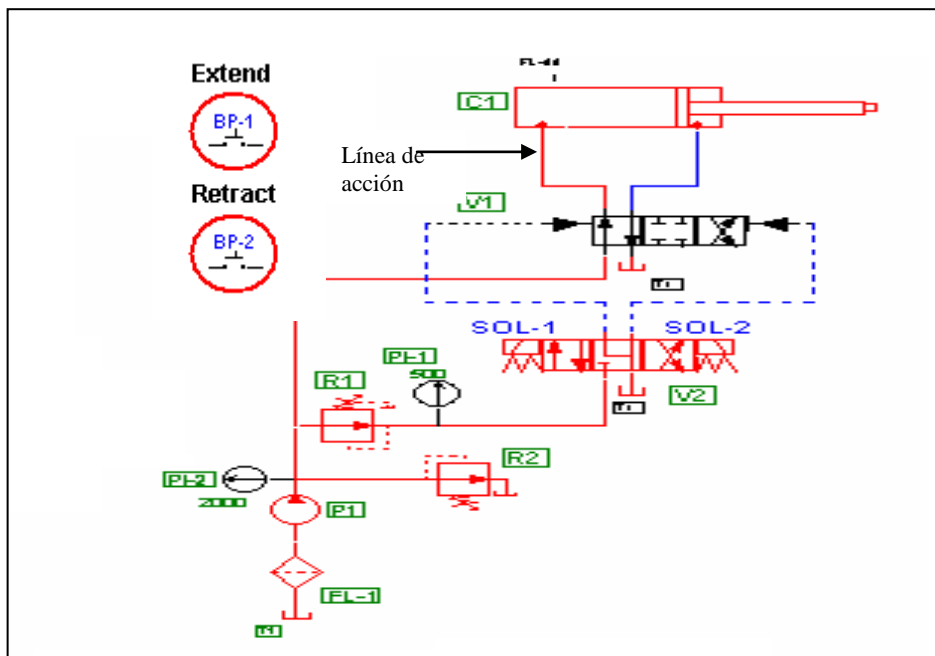 Extend
BP-1
C1
Línea de
acción
Retract
V1
BP-2
SOL-1
SOL-2
PI-1
500
R1
V2
R2
PI-2
2000
P1
FL-1